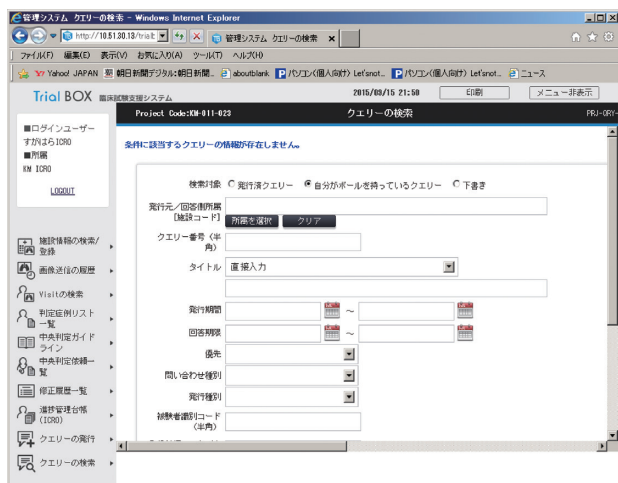 管理システム クエリーの検索 - Windows Internet Explorer
http://10.51.30.13/trialt
管理システム クエリーの検索
ファイル(F) 編集(E) 表示(V) お気に入り(A) ツール(T) ヘルプ(H)
Yahoo! JAPAN 朝日新聞デジタル:朝日新聞... aboutblank パソコン(個人向け) Let'snot... パソコン(個人向け) Let'snot... ニュース
Trial BOX 臨床試験支援システム 2015/03/15 21:50 印刷 メニュー非表示
Project Code:KM-011-023 クエリーの検索 PRJ-ORY-
■ログインユーザー
すがはらICRO
■所属
KM ICRO
LOGOUT
条件に該当するクエリーの情報が存在しません。
検索対象 発行済クエリー 自分がボールを持っているクエリー 下書き
発行元/回答側所属
[施設コード] 所属を選択 クリア
クエリー番号(半
角)
タイトル 直接入力
発行期間 ~
回答期限 ~
優先
問い合わせ種別
発行種別
被験者識別コード
(半角)
施設情報の検索/
登録
画像送信の履歴
Visitの検索
判定症例リスト
一覧
中央判定ガイド
ライン
中央判定依頼一
覧
修正履歴一覧
進捗管理台帳
(ICRO)
クエリーの発行
クエリーの検索